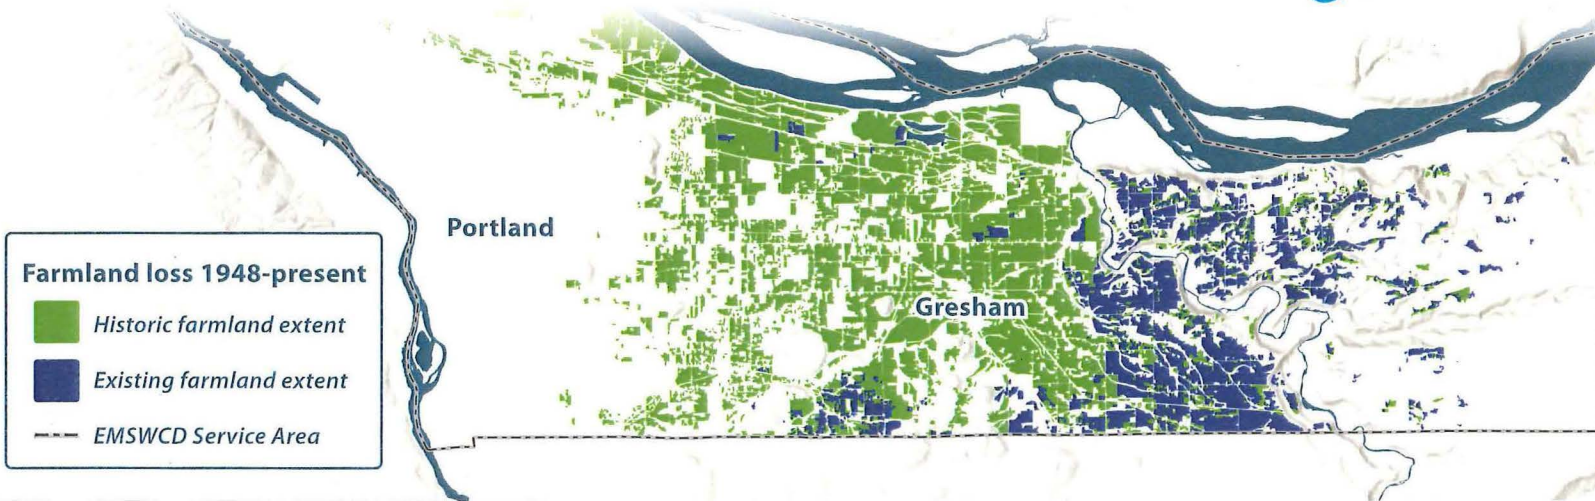 Portland
Gresham
Farmland loss 1948-present
Historic farmland extent
Existing farmland extent
EMSWCD Service Area